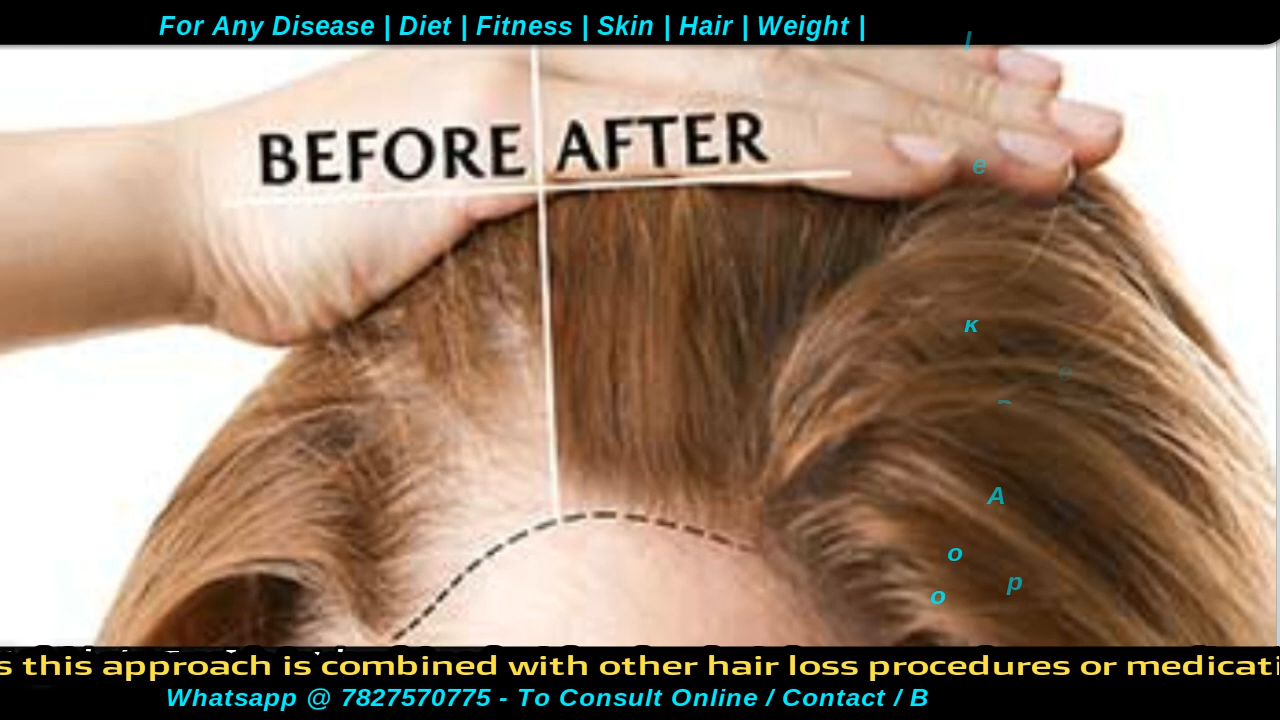 For Any Disease | Diet | Fitness | Skin | Hair | Weight |
BEFORE AFTER
s this approach is combined with other hair loss procedures or medicati
Whatsapp @ 7827570775 - To Consult Online / Contact / B